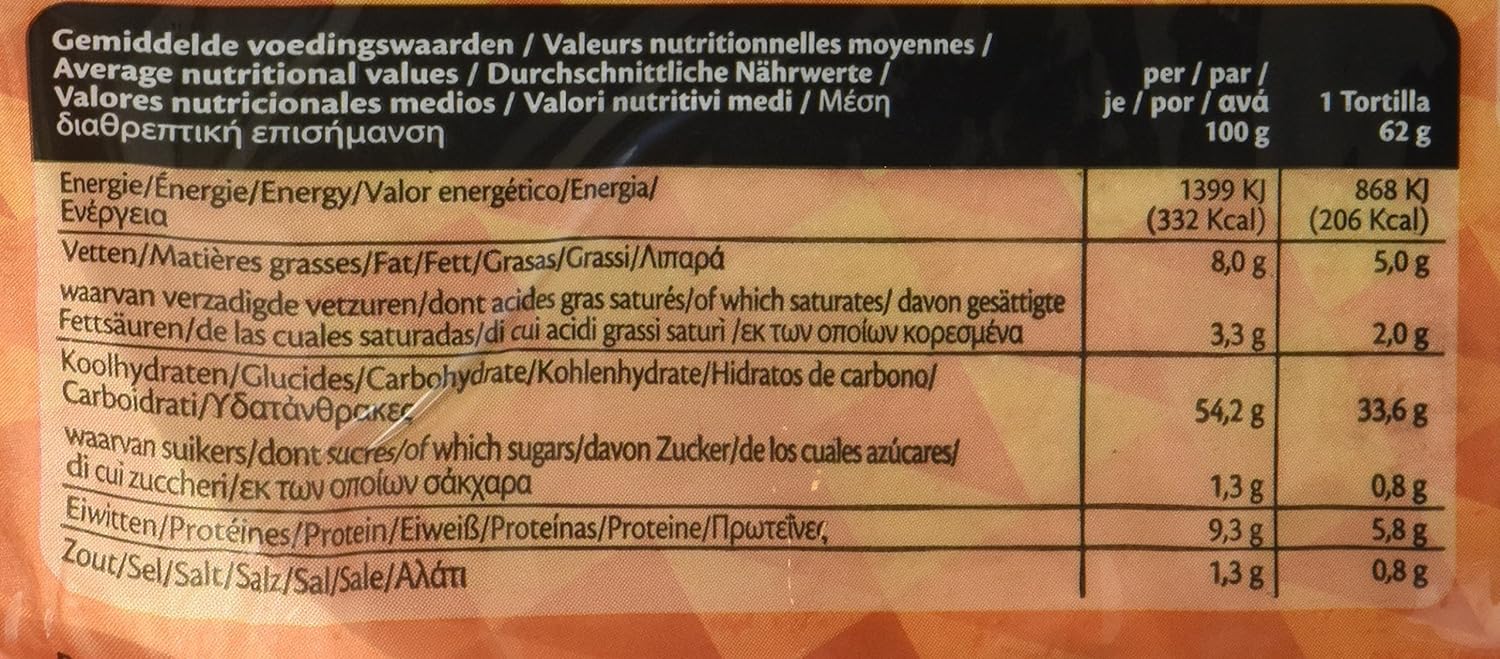 Gemiddelde voedingswaarden / Valeurs nutritionnelles moyennes /
Average nutritional values / Durchschnittliche Nährwerte /
Valores nutricionales medios / Valori nutritivi medi / Μέση
διαθρεπτική επισήμανση
per / par /
je / por / ανά
100 g
1 Tortilla
62 g
Energie/Énergie/Energy/Valor energético/Energia/
Ενέργεια
1399 KJ
(332 Kcal)
868 KJ
(206 Kcal)
Vetten/Matières grasses/Fat/Fett/Grasas/Grassi/Λιπαρά
8,0 g
5,0 g
waarvan verzadigde vetzuren/dont acides gras saturés/of which saturates/ davon gesättigte
Fettsäuren/de las cuales saturadas/di cui acidi grassi saturi /εκ των οποίων κορεσμένα
3,3 g
2,0 g
Koolhydraten/Glucides/Carbohydrate/Kohlenhydrate/Hidratos de carbono/
Carboidrati/Υδατάνθρακες
54,2 g
33,6 g
waarvan suikers/dont sucres/of which sugars/davon Zucker/de los cuales azúcares/
di cui zuccheri/εκ των οποίων σάκχαρα
1,3 g
0,8 g
Eiwitten/Protéines/Protein/Eiweiß/Proteínas/Proteine/Πρωτεΐνες
9,3 g
5,8 g
Zout/Sel/Salt/Salz/Sal/Sale/Αλάτι
1,3 g
0,8 g